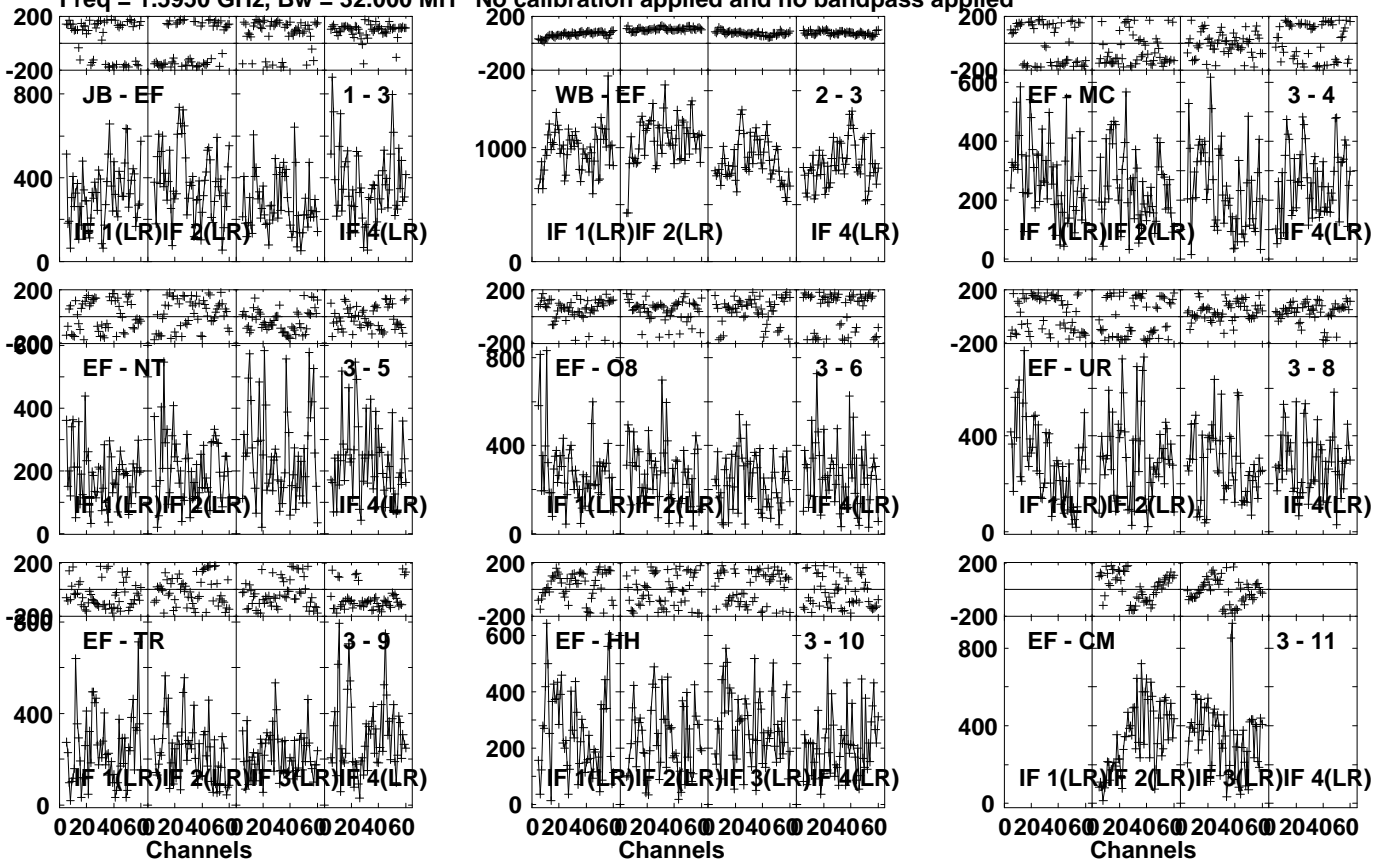 Freq = 1.5950 GHz, Bw = 32.000 MH No calibration applied and no bandpass applied
200
-200
800
400
0
JB - EF
1 - 3
IF 1(LR)
IF 2(LR)
IF 4(LR)
200
-200
1000
0
WB - EF
2 - 3
IF 1(LR)
IF 2(LR)
IF 4(LR)
200
-200
600
400
200
0
EF - MC
3 - 4
IF 1(LR)
IF 2(LR)
IF 4(LR)
200
-200
600
400
200
0
EF - NT
3 - 5
IF 1(LR)
IF 2(LR)
IF 4(LR)
200
-200
800
400
0
EF - O8
3 - 6
IF 1(LR)
IF 2(LR)
IF 4(LR)
200
-200
400
0
EF - UR
3 - 8
IF 1(LR)
IF 2(LR)
IF 4(LR)
200
-200
800
400
0
EF - TR
3 - 9
IF 1(LR)
IF 2(LR)
IF 3(LR)
IF 4(LR)
0 20 40 60 0 20 40 60 0 20 40 60 0 20 40 60
Channels
200
-200
600
400
200
0
EF - HH
3 - 10
IF 1(LR)
IF 2(LR)
IF 3(LR)
IF 4(LR)
0 20 40 60 0 20 40 60 0 20 40 60 0 20 40 60
Channels
200
-200
800
400
0
EF - CM
3 - 11
IF 1(LR)
IF 2(LR)
IF 3(LR)
IF 4(LR)
0 20 40 60 0 20 40 60 0 20 40 60 0 20 40 60
Channels